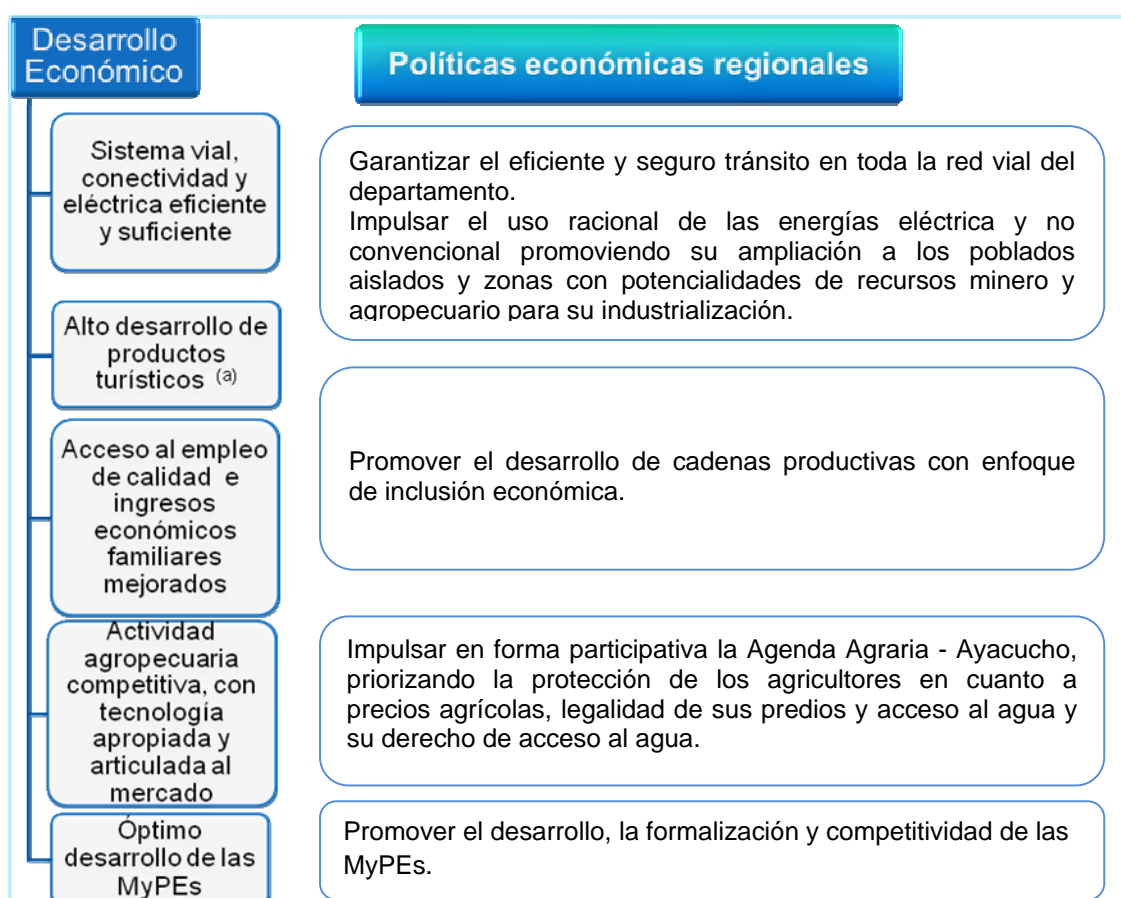 Desarrollo
Económico
Políticas económicas regionales
Sistema vial,
conectividad y
eléctrica eficiente
y suficiente
Garantizar el eficiente y seguro tránsito en toda la red vial del
departamento.
Impulsar el uso racional de las energías eléctrica y no
convencional promoviendo su ampliación a los poblados
aislados y zonas con potencialidades de recursos minero y
agropecuario para su industrialización.
Alto desarrollo de
productos
turísticos (a)
Acceso al empleo
de calidad e
ingresos
económicos
familiares
mejorados
Promover el desarrollo de cadenas productivas con enfoque
de inclusión económica.
Actividad
agropecuaria
competitiva, con
tecnología
apropiada y
articulada al
mercado
Impulsar en forma participativa la Agenda Agraria - Ayacucho,
priorizando la protección de los agricultores en cuanto a
precios agrícolas, legalidad de sus predios y acceso al agua y
su derecho de acceso al agua.
Óptimo
desarrollo de las
MyPEs
Promover el desarrollo, la formalización y competitividad de las
MyPEs.